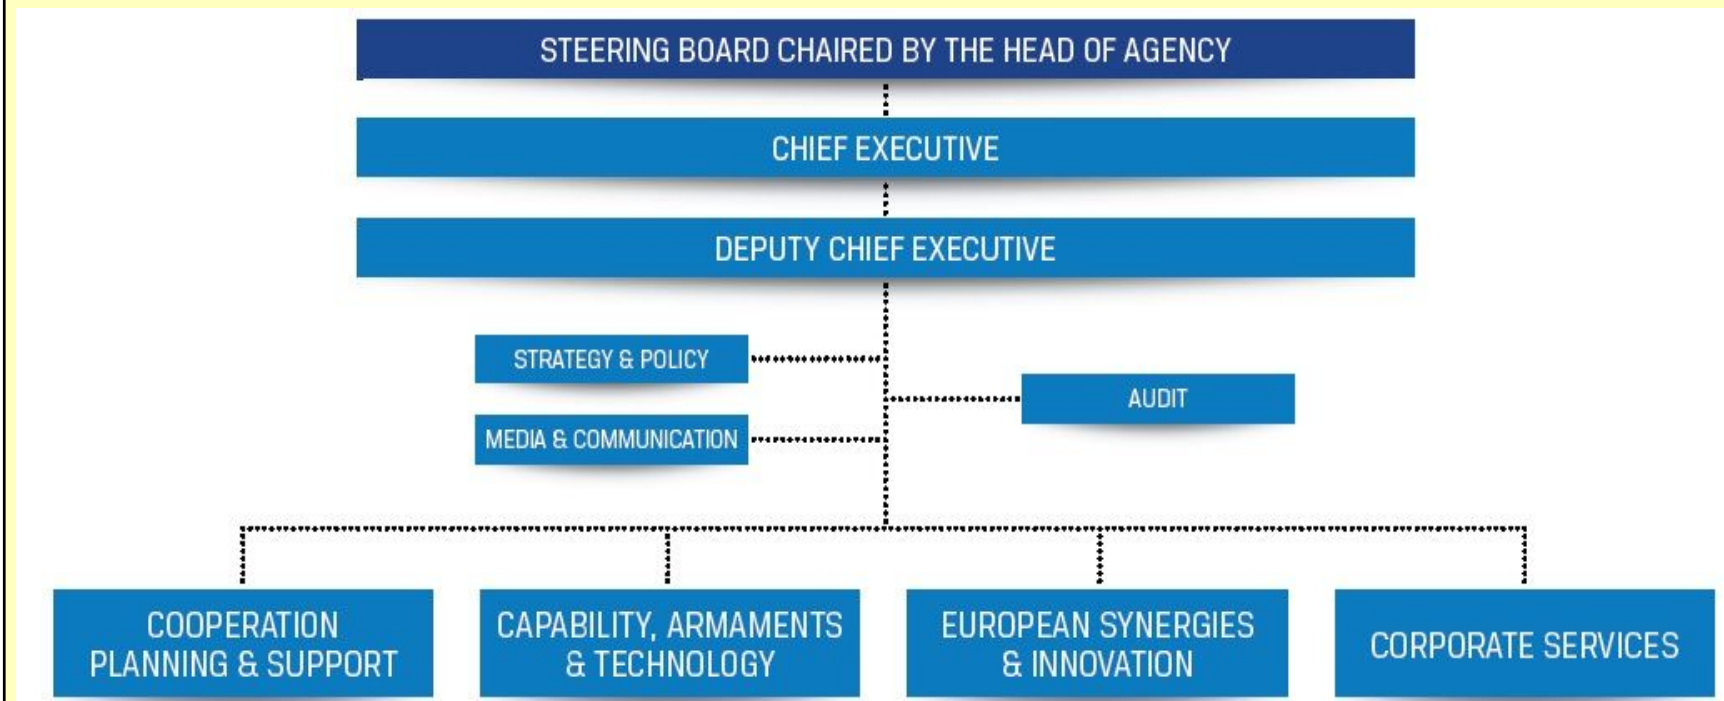 STEERING BOARD CHAIRED BY THE HEAD OF AGENCY
CHIEF EXECUTIVE
DEPUTY CHIEF EXECUTIVE
STRATEGY & POLICY
AUDIT
MEDIA & COMMUNICATION
COOPERATION
PLANNING & SUPPORT
CAPABILITY, ARMAMENTS
& TECHNOLOGY
EUROPEAN SYNERGIES
& INNOVATION
CORPORATE SERVICES